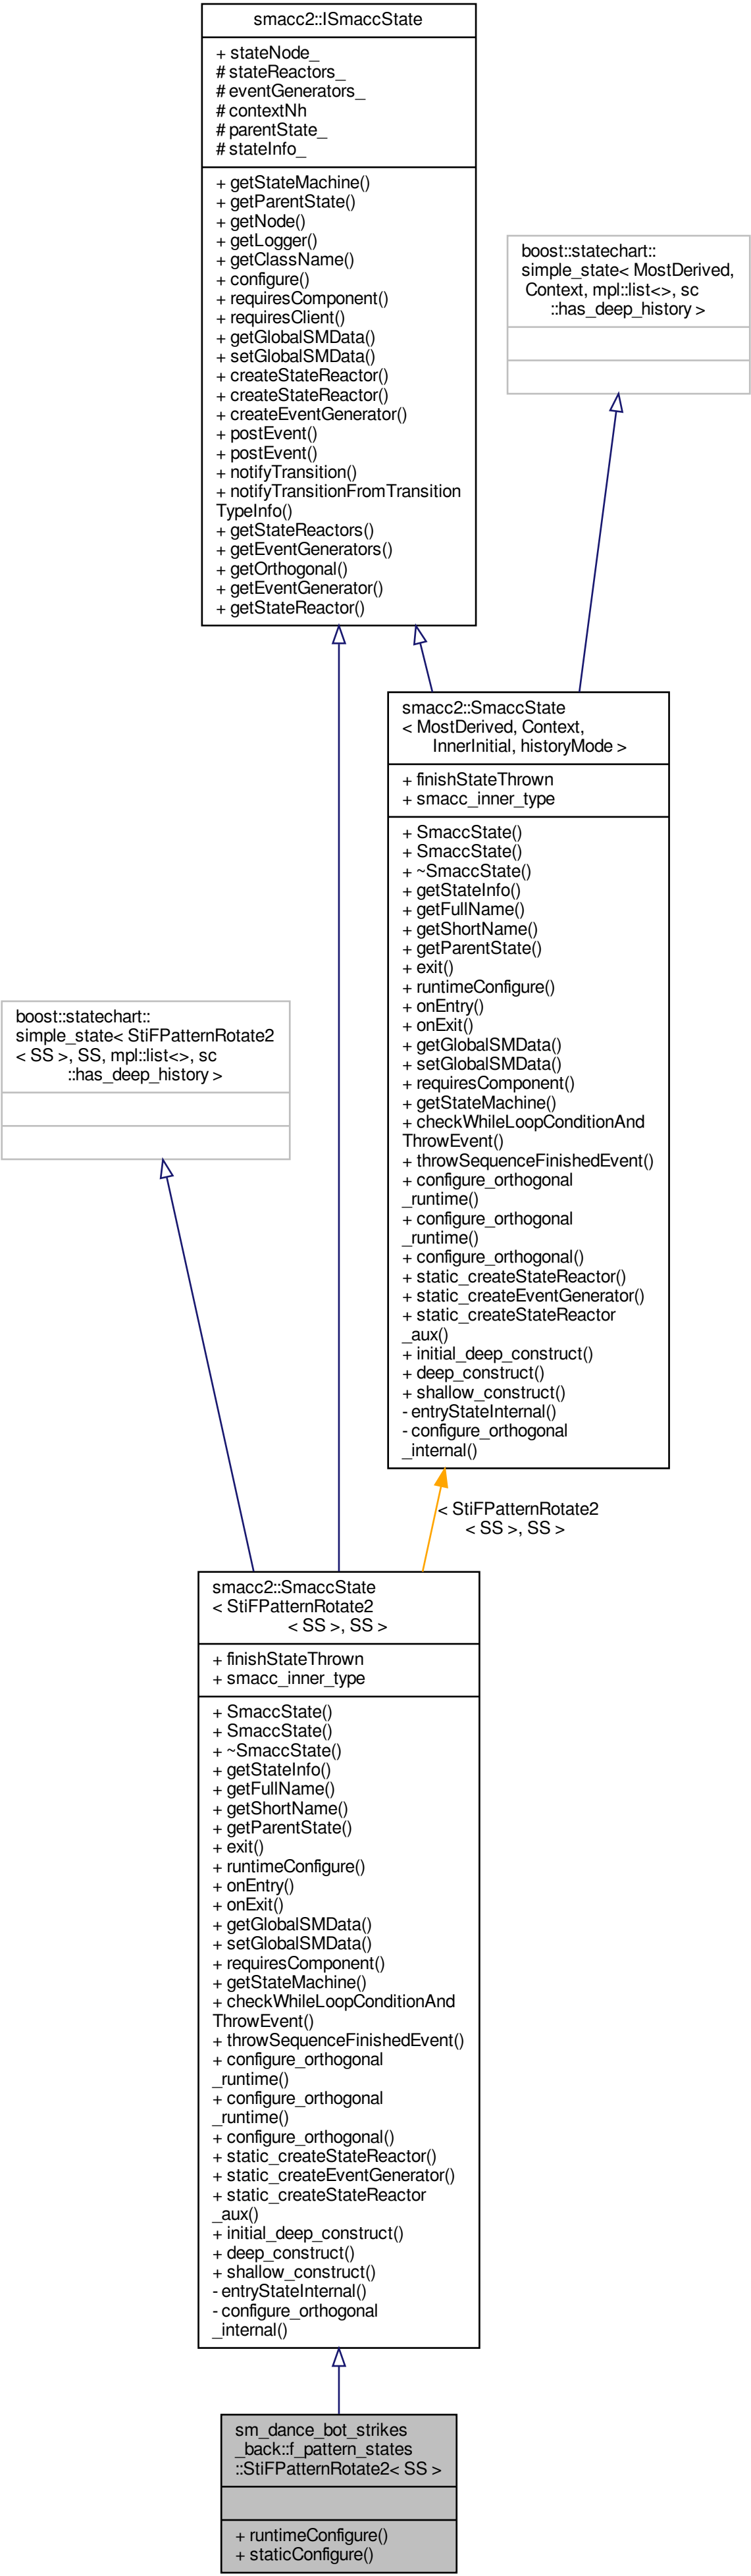 smacc2::ISmaccState
+ stateNode_
# stateReactors_
# eventGenerators_
# contextNh
# parentState_
# stateInfo_
+ getStateMachine()
+ getParentState()
+ getNode()
+ getLogger()
+ getClassName()
+ configure()
+ requiresComponent()
+ requiresClient()
+ getGlobalSMData()
+ setGlobalSMData()
+ createStateReactor()
+ createStateReactor()
+ createEventGenerator()
+ postEvent()
+ postEvent()
+ notifyTransition()
+ notifyTransitionFromTransition
TypeInfo()
+ getStateReactors()
+ getEventGenerators()
+ getOrthogonal()
+ getEventGenerator()
+ getStateReactor()
boost::statechart::
simple_state< MostDerived,
Context, mpl::list<>, sc
::has_deep_history >
smacc2::SmaccState
< MostDerived, Context,
InnerInitial, historyMode >
+ finishStateThrown
+ smacc_inner_type
+ SmaccState()
+ SmaccState()
+ ~SmaccState()
+ getStateInfo()
+ getFullName()
+ getShortName()
+ getParentState()
+ exit()
+ runtimeConfigure()
+ onEntry()
+ onExit()
+ getGlobalSMData()
+ setGlobalSMData()
+ requiresComponent()
+ getStateMachine()
+ checkWhileLoopConditionAnd
ThrowEvent()
+ throwSequenceFinishedEvent()
+ configure_orthogonal
_runtime()
+ configure_orthogonal
_runtime()
+ configure_orthogonal()
+ static_createStateReactor()
+ static_createEventGenerator()
+ static_createStateReactor
_aux()
+ initial_deep_construct()
+ deep_construct()
+ shallow_construct()
- entryStateInternal()
- configure_orthogonal
_internal()
boost::statechart::
simple_state< StiFPatternRotate2
< SS >, SS, mpl::list<>, sc
::has_deep_history >
< StiFPatternRotate2
< SS >, SS >
smacc2::SmaccState
< StiFPatternRotate2
< SS >, SS >
+ finishStateThrown
+ smacc_inner_type
+ SmaccState()
+ SmaccState()
+ ~SmaccState()
+ getStateInfo()
+ getFullName()
+ getShortName()
+ getParentState()
+ exit()
+ runtimeConfigure()
+ onEntry()
+ onExit()
+ getGlobalSMData()
+ setGlobalSMData()
+ requiresComponent()
+ getStateMachine()
+ checkWhileLoopConditionAnd
ThrowEvent()
+ throwSequenceFinishedEvent()
+ configure_orthogonal
_runtime()
+ configure_orthogonal
_runtime()
+ configure_orthogonal()
+ static_createStateReactor()
+ static_createEventGenerator()
+ static_createStateReactor
_aux()
+ initial_deep_construct()
+ deep_construct()
+ shallow_construct()
- entryStateInternal()
- configure_orthogonal
_internal()
sm_dance_bot_strikes
_back::f_pattern_states
::StiFPatternRotate2< SS >
+ runtimeConfigure()
+ staticConfigure()